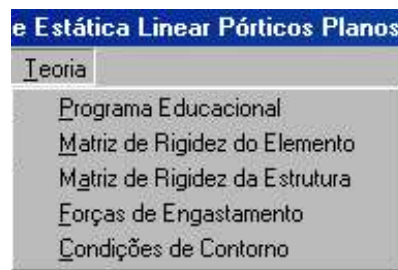 e Estática Linear Pórticos Planos
Teoria
Programa Educacional
Matriz de Rigidez do Elemento
Matriz de Rigidez da Estrutura
Forças de Engastamento
Condições de Contorno